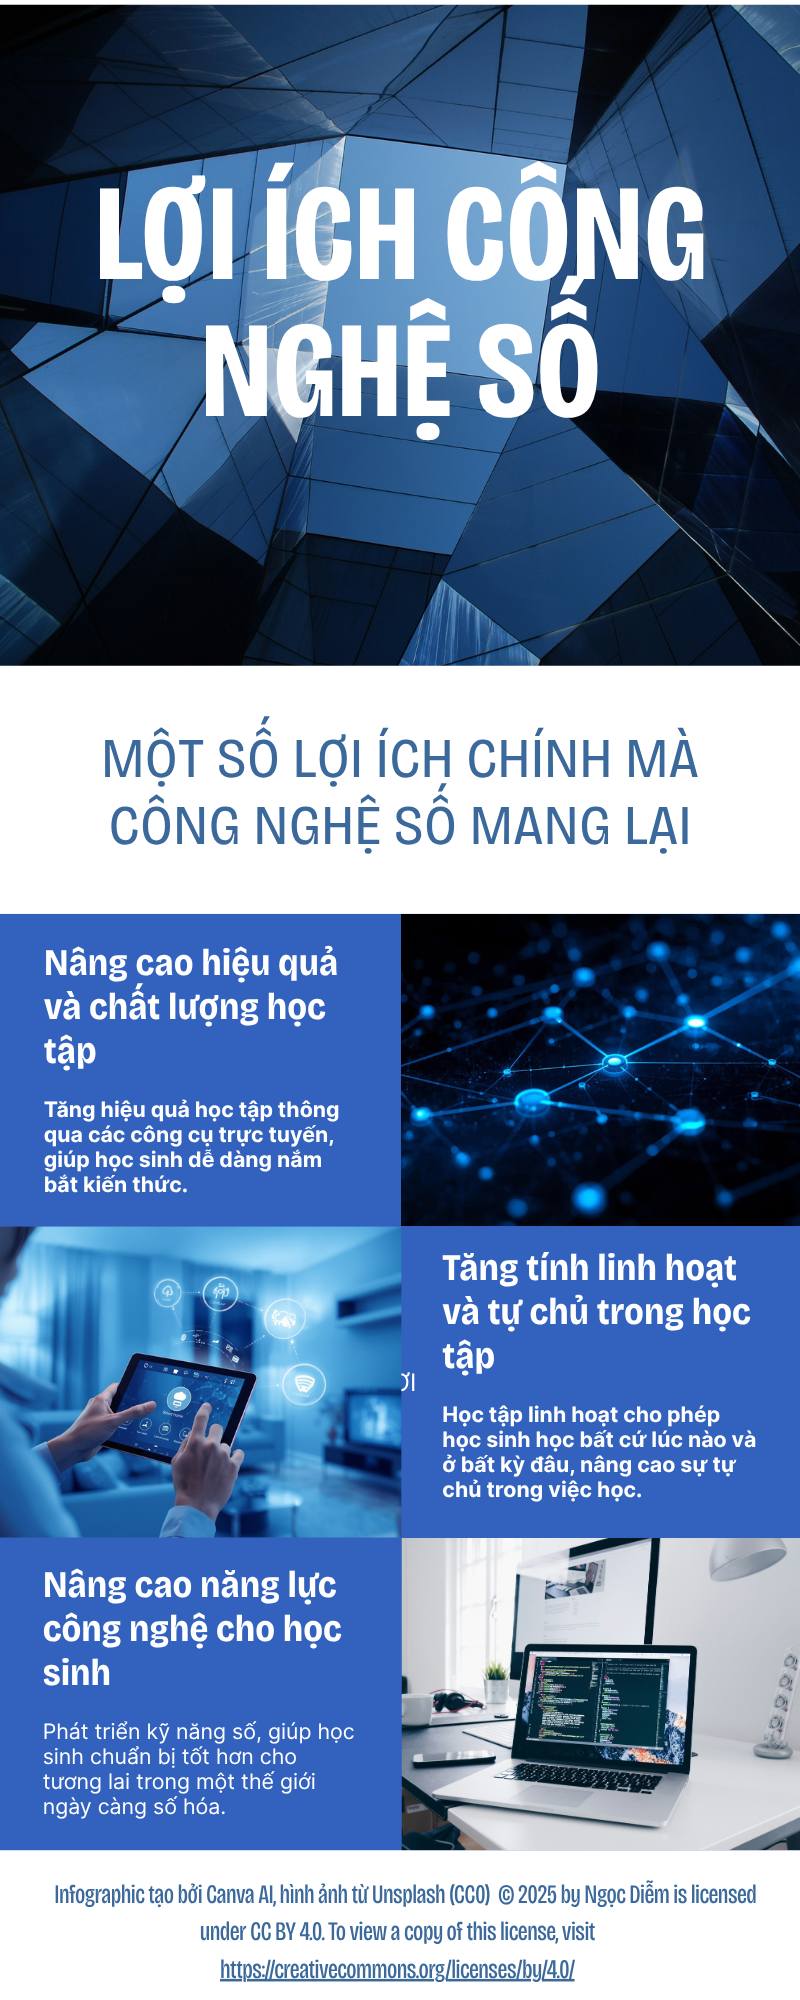 LỢI ÍCH CÔNG
NGHỆ SỐ
MỘT SỐ LỢI ÍCH CHÍNH MÀ
CÔNG NGHỆ SỐ MANG LẠI
Nâng cao hiệu quả
và chất lượng học
tập
Tăng hiệu quả học tập thông
qua các công cụ trực tuyến,
giúp học sinh dễ dàng nắm
bắt kiến thức.
Tăng tính linh hoạt
và tự chủ trong học
tập
Học tập linh hoạt cho phép
học sinh học bất cứ lúc nào và
ở bất kỳ đâu, nâng cao sự tự
chủ trong việc học.
Nâng cao năng lực
công nghệ cho học
sinh
Phát triển kỹ năng số, giúp học
sinh chuẩn bị tốt hơn cho
tương lai trong một thế giới
ngày càng số hóa.
Infographic tạo bởi Canva AI, hình ảnh từ Unsplash (CC0) © 2025 by Ngọc Diễm is licensed
under CC BY 4.0. To view a copy of this license, visit
https://creativecommons.org/licenses/by/4.0/